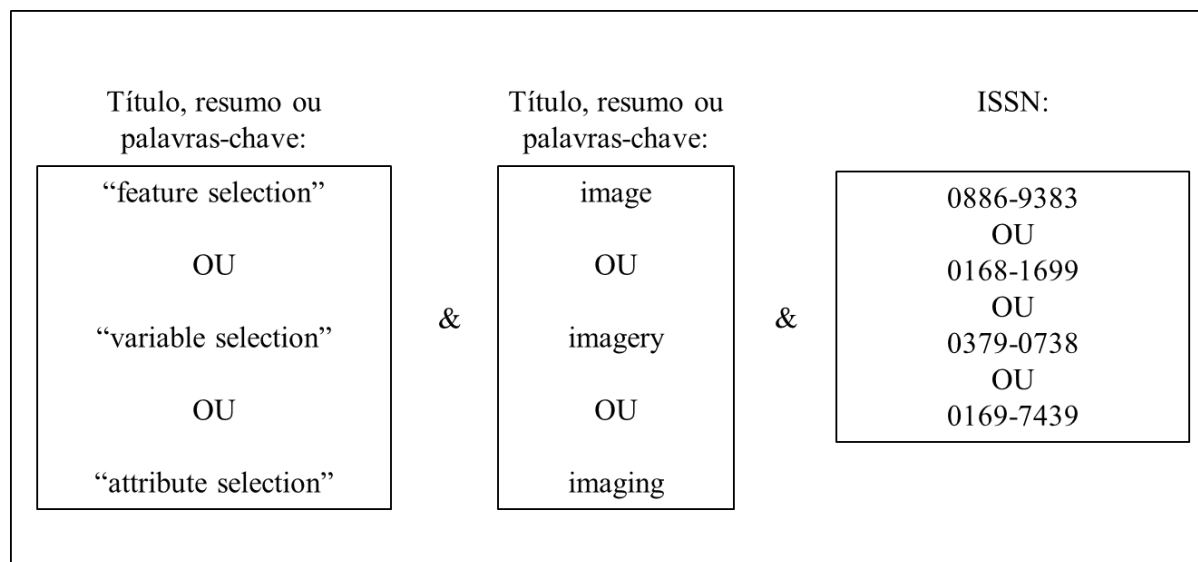 Título, resumo ou
palavras-chave:
“feature selection”
OU
“variable selection”
OU
“attribute selection”
&
Título, resumo ou
palavras-chave:
image
OU
imagery
OU
imaging
&
ISSN:
0886-9383
OU
0168-1699
OU
0379-0738
OU
0169-7439